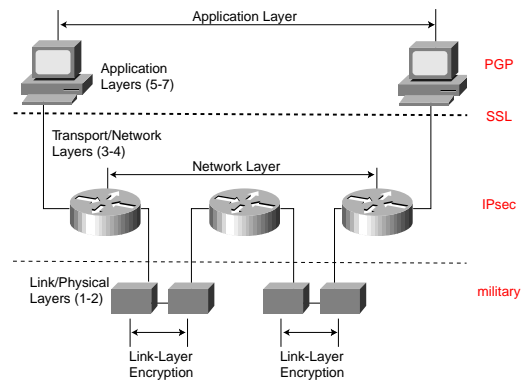 Application Layer
Application
Layers (5-7)
PGP
SSL
Transport/Network
Layers (3-4)
Network Layer
IPsec
Link/Physical
Layers (1-2)
military
Link-Layer
Encryption
Link-Layer
Encryption